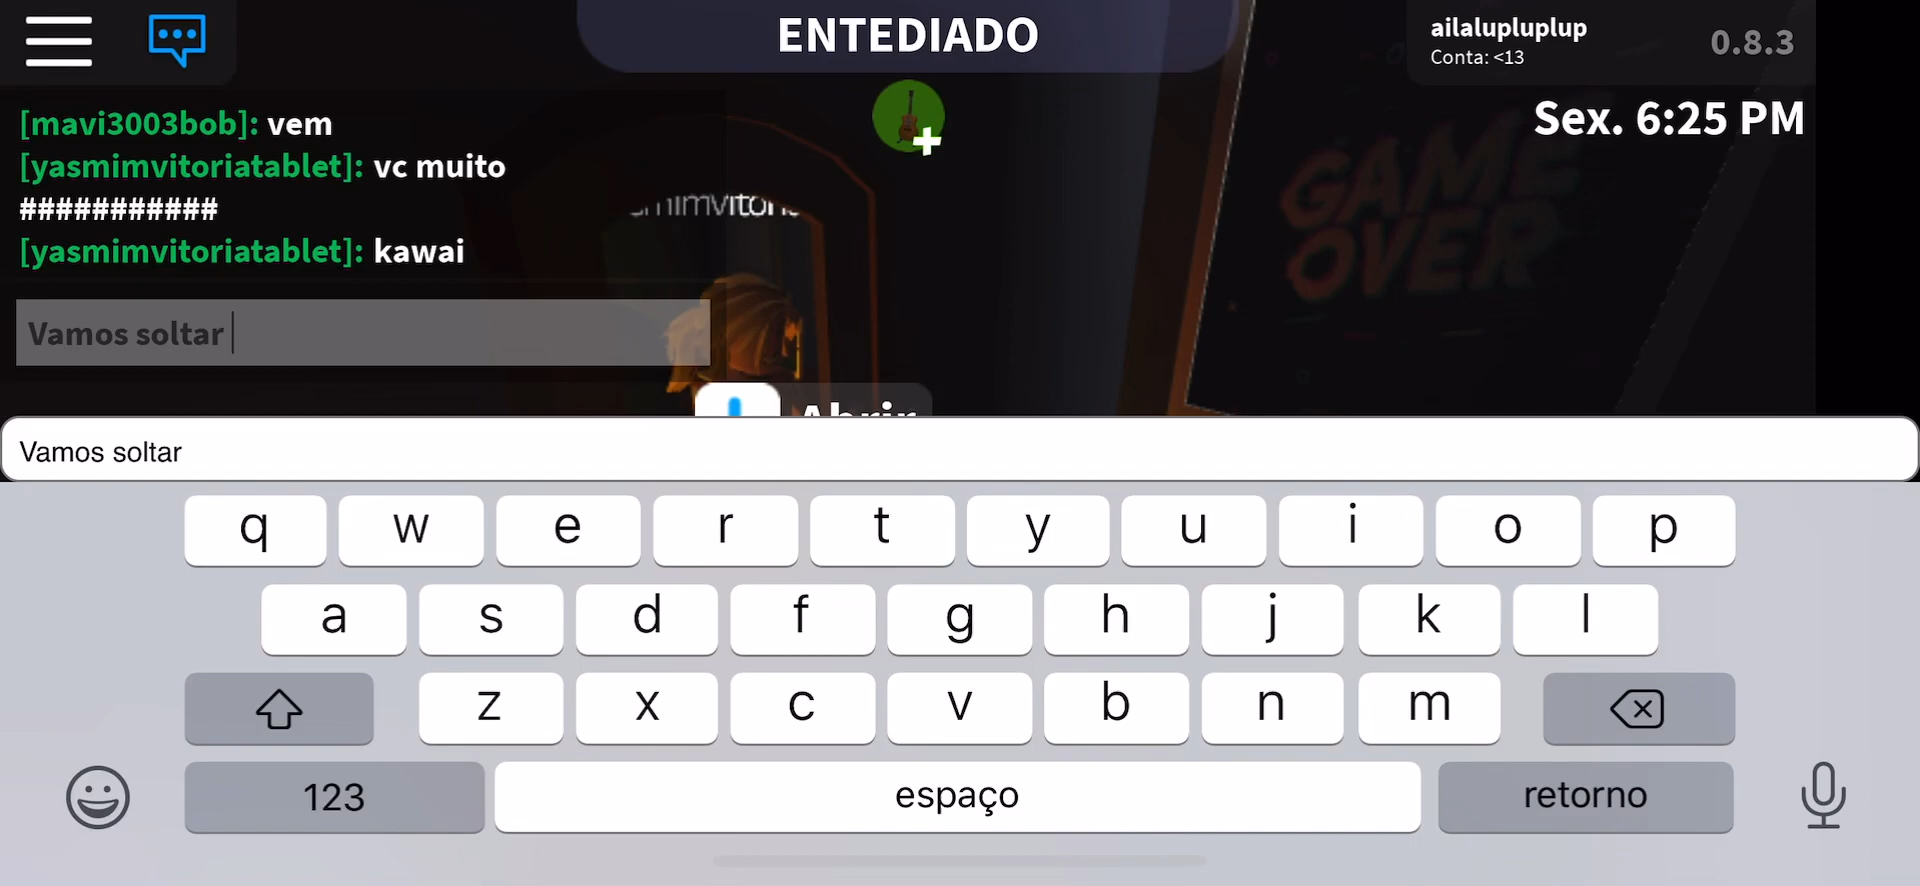 ENTEDIADO
ailalupluplup
Conta: <13
0.8.3
Sex. 6:25 PM
[mavi3003bob]: vem
[yasmimvitoriatablet]: vc muito
###########
[yasmimvitoriatablet]: kawai
GAME
OVER
Vamos soltar
Abrir
Vamos soltar
q w e r t y u i o p
a s d f g h j k l
z x c v b n m
123 espaço retorno